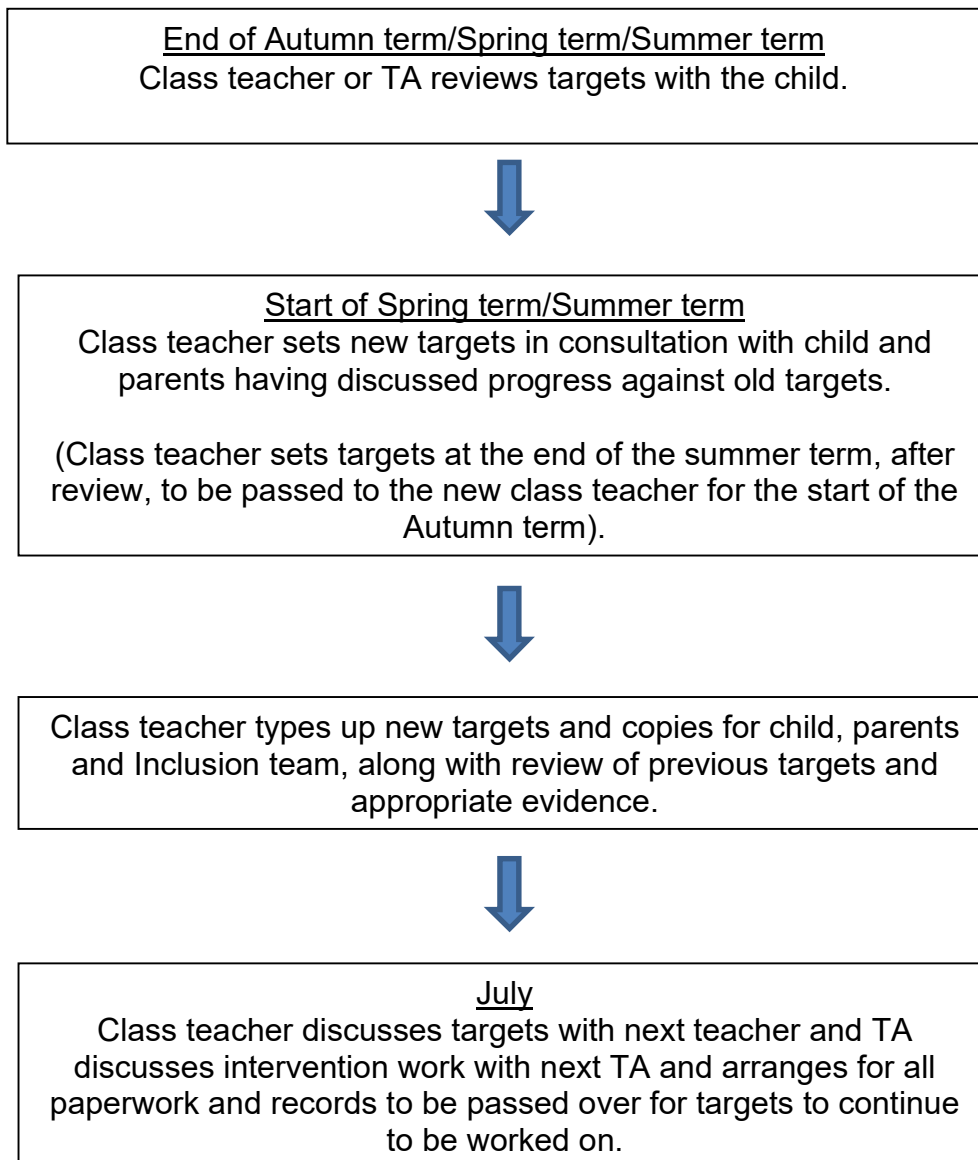 End of Autumn term/Spring term/Summer term
Class teacher or TA reviews targets with the child.
Start of Spring term/Summer term
Class teacher sets new targets in consultation with child and
parents having discussed progress against old targets.
(Class teacher sets targets at the end of the summer term, after
review, to be passed to the new class teacher for the start of the
Autumn term).
Class teacher types up new targets and copies for child, parents
and Inclusion team, along with review of previous targets and
appropriate evidence.
July
Class teacher discusses targets with next teacher and TA
discusses intervention work with next TA and arranges for all
paperwork and records to be passed over for targets to continue
to be worked on.